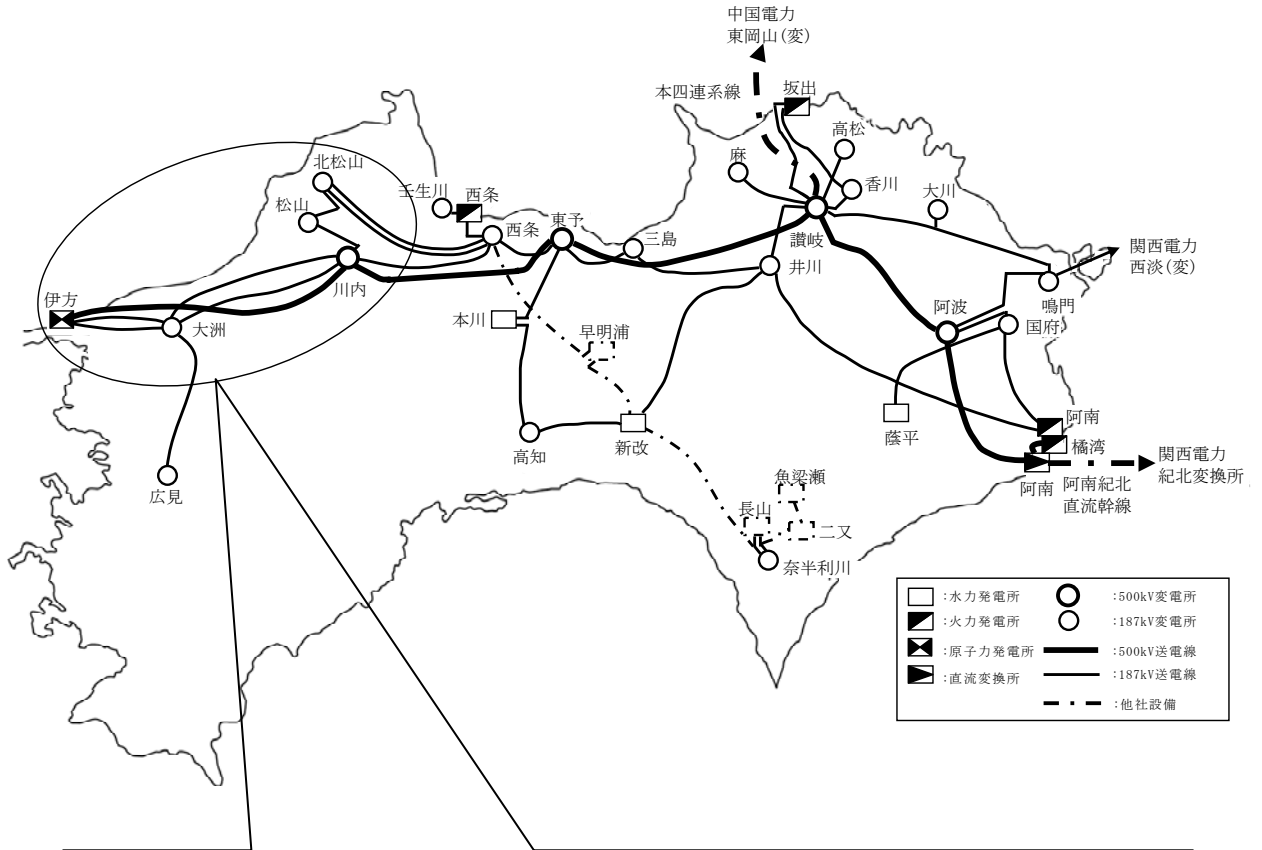 中国電力
東岡山(変)
本四連系線
坂出
高松
麻
香川
大川
北松山
壬生川
西条
松山
西条
東予
三島
讃岐
関西電力
西淡(変)
川内
井川
鳴門
伊方
大洲
本川
早明浦
阿波
国府
蔭平
阿南
橘湾
高知
新改
関西電力
紀北変換所
阿南
阿南紀北
直流幹線
広見
魚梁瀬
長山
二又
奈半利川
:水力発電所
:500kV変電所
:火力発電所
:187kV変電所
:原子力発電所
:500kV送電線
:直流変換所
:187kV送電線
:他社設備